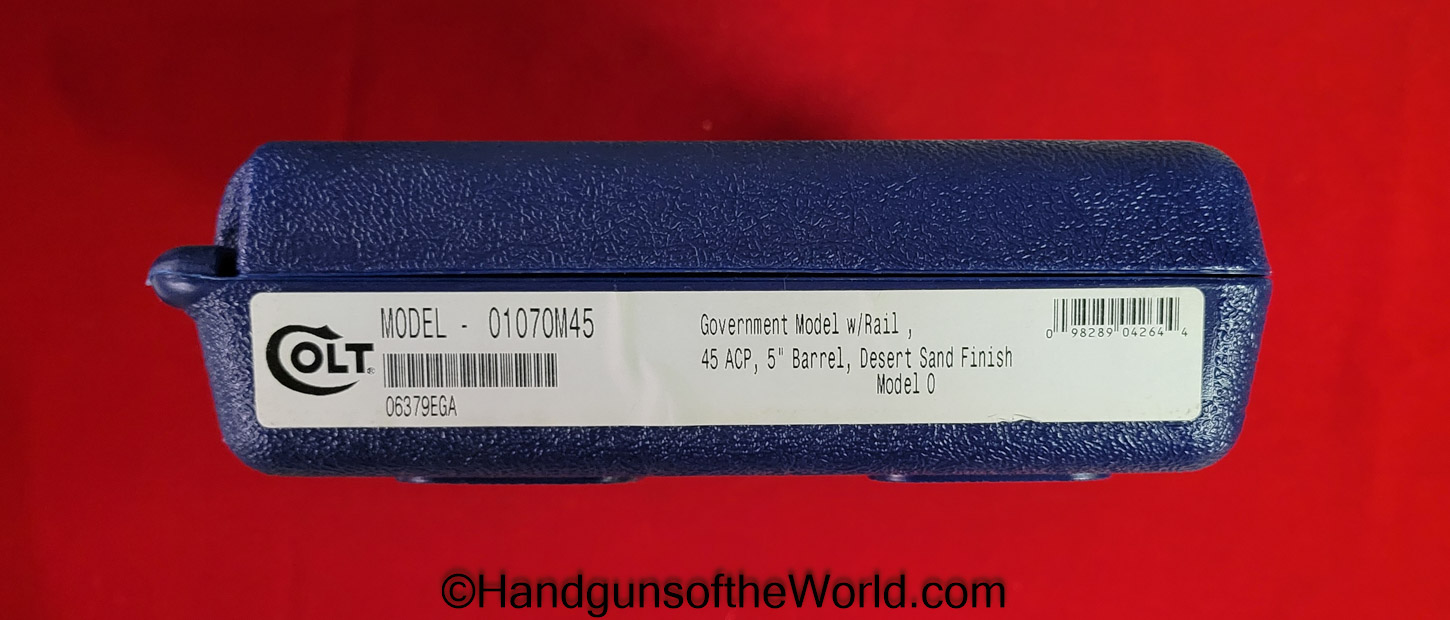 COLT®
MODEL - 01070M45
06379EGA
Government Model w/Rail ,
45 ACP, 5" Barrel, Desert Sand Finish
Model O
0 98289 04264 4
©HandgunsoftheWorld.com